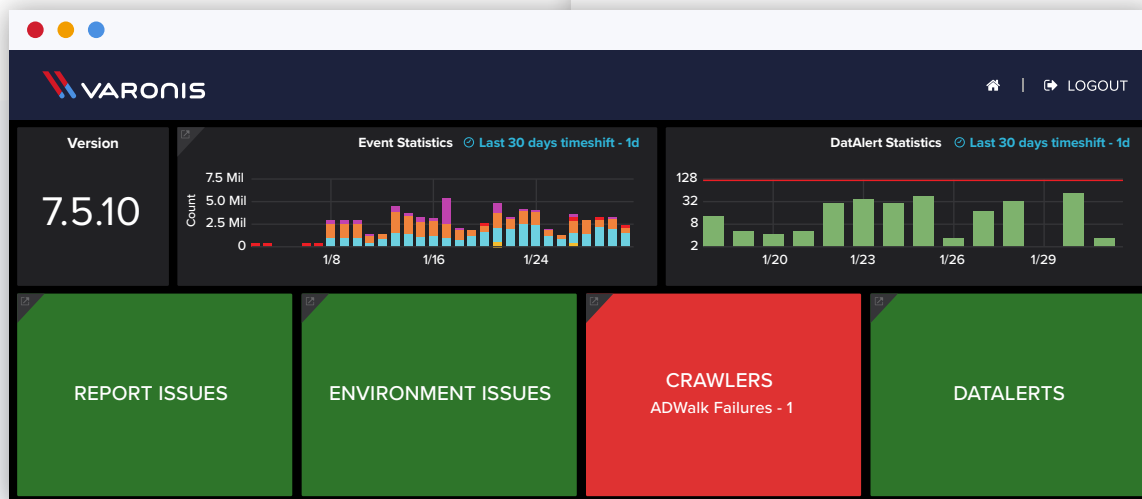 VARONIS
LOGOUT
Version
7.5.10
Event Statistics Last 30 days timeshift - 1d
Count
7.5 Mil
5.0 Mil
2.5 Mil
0
1/8 1/16 1/24
DatAlert Statistics Last 30 days timeshift - 1d
128
32
8
2
1/20 1/23 1/26 1/29
REPORT ISSUES
ENVIRONMENT ISSUES
CRAWLERS
ADWalk Failures - 1
DATALERTS